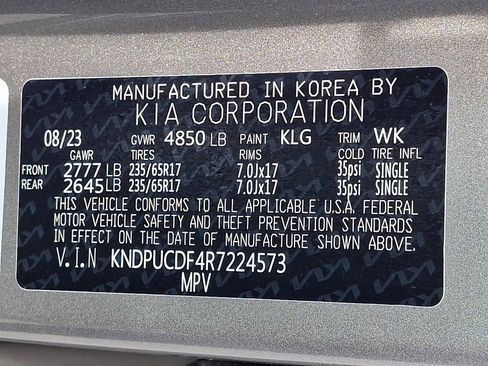 MANUFACTURED IN KOREA BY
KIA CORPORATION
08/23 GVWR 4850 LB PAINT KLG TRIM WK
GAWR TIRES RIMS COLD TIRE INFL
FRONT 2777 LB 235/65R17 7.0Jx17 35psi SINGLE
REAR 2645 LB 235/65R17 7.0Jx17 35psi SINGLE
THIS VEHICLE CONFORMS TO ALL APPLICABLE U.S.A. FEDERAL
MOTOR VEHICLE SAFETY AND THEFT PREVENTION STANDARDS
IN EFFECT ON THE DATE OF MANUFACTURE SHOWN ABOVE.
V.I.N KNDPUCDF4R7224573
MPV